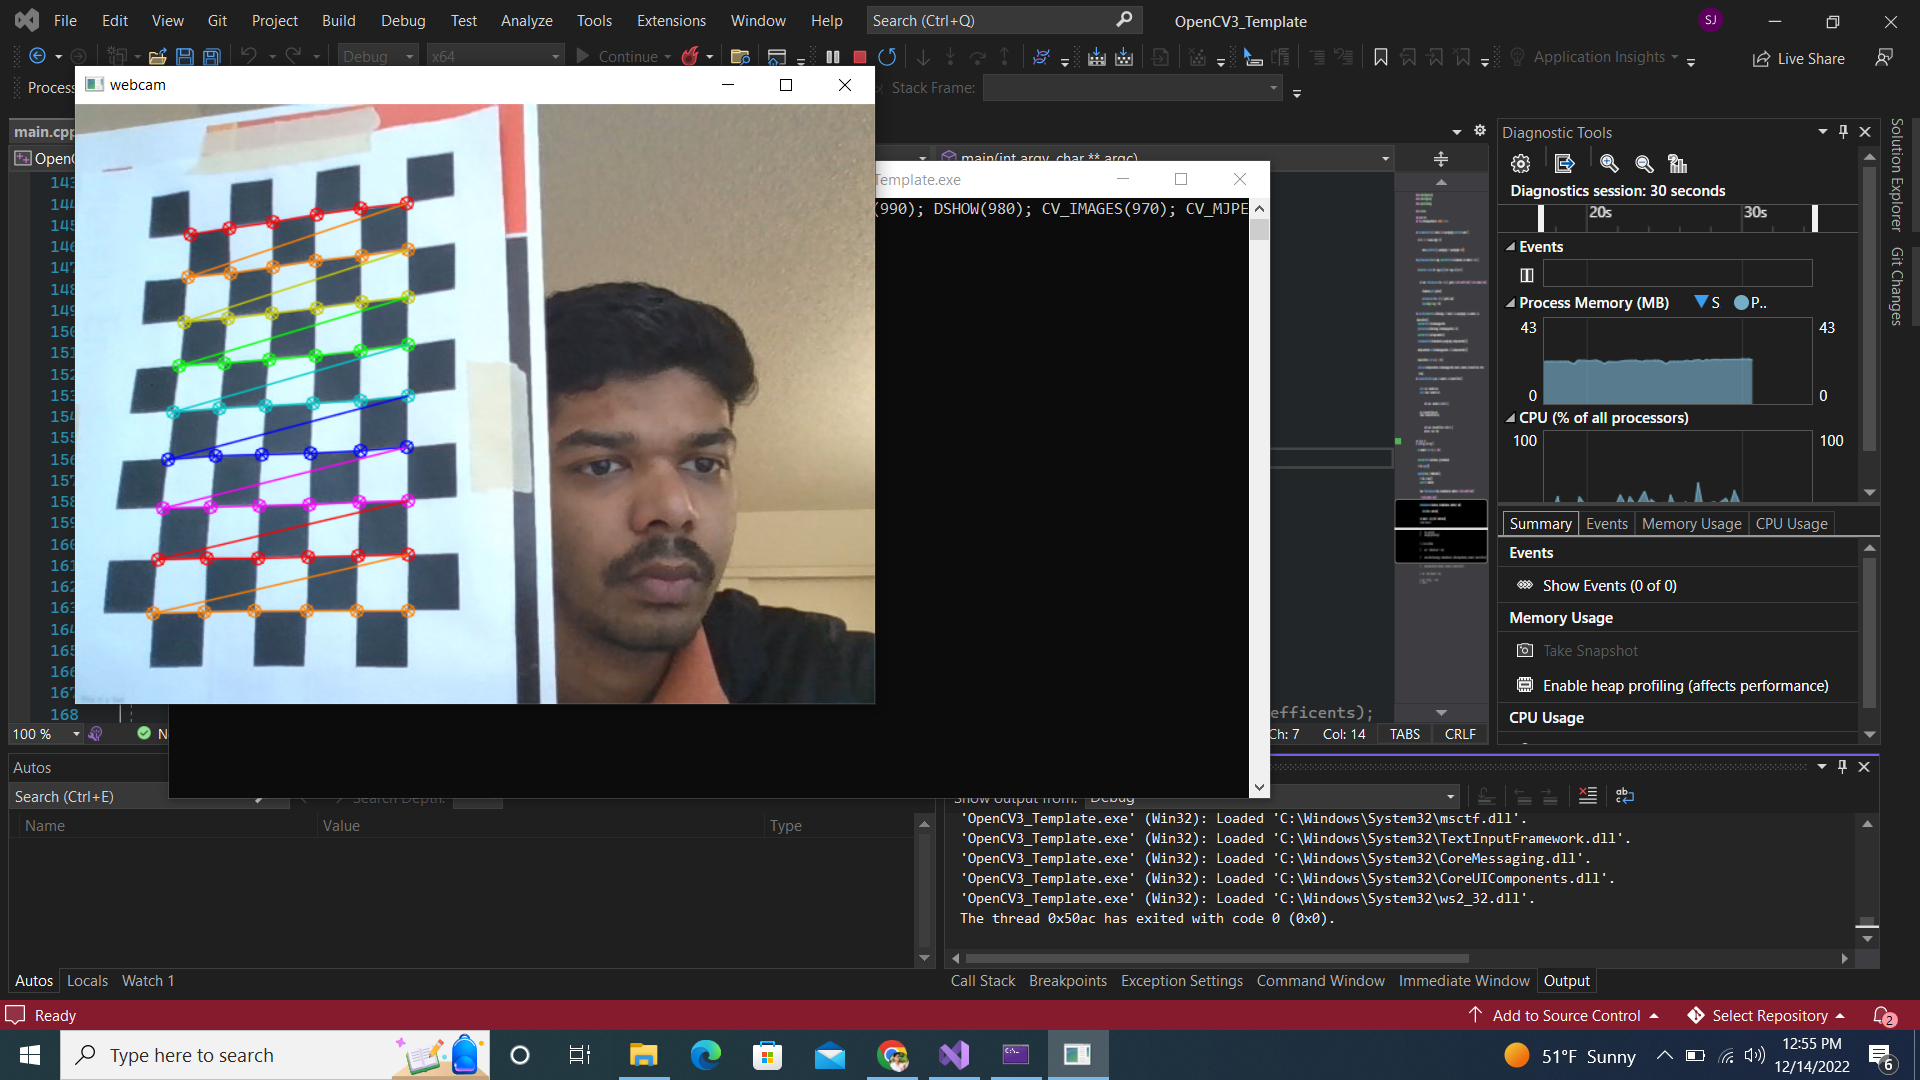 File Edit View Git Project Build Debug Test Analyze Tools Extensions Window Help Search (Ctrl+Q) OpenCV3_Template SJ
Debug x64 Continue Application Insights Live Share
Process Stack Frame:
webcam
main.cpp
OpenC main(int argv, char ** argc)
Template.exe
(990); DSHOW(980); CV_IMAGES(970); CV_MJPE
143
144
145
146
147
148
149
150
151
152
153
154
155
156
157
158
159
160
161
162
163
164
165
166
167
168
efficents);
100 % N Ch: 7 Col: 14 TABS CRLF
Diagnostic Tools
Diagnostics session: 30 seconds
20s 30s
Events
Process Memory (MB) S P..
43 43
0 0
CPU (% of all processors)
100 100
Summary Events Memory Usage CPU Usage
Events
Show Events (0 of 0)
Memory Usage
Take Snapshot
Enable heap profiling (affects performance)
CPU Usage
Solution Explorer
Git Changes
Autos
Search (Ctrl+E) Search Depth:
Name Value Type
Autos Locals Watch 1
Show output from: Debug
'OpenCV3_Template.exe' (Win32): Loaded 'C:\Windows\System32\msctf.dll'.
'OpenCV3_Template.exe' (Win32): Loaded 'C:\Windows\System32\TextInputFramework.dll'.
'OpenCV3_Template.exe' (Win32): Loaded 'C:\Windows\System32\CoreMessaging.dll'.
'OpenCV3_Template.exe' (Win32): Loaded 'C:\Windows\System32\CoreUIComponents.dll'.
'OpenCV3_Template.exe' (Win32): Loaded 'C:\Windows\System32\ws2_32.dll'.
The thread 0x50ac has exited with code 0 (0x0).
Call Stack Breakpoints Exception Settings Command Window Immediate Window Output
Ready Add to Source Control Select Repository 2
Type here to search 51°F Sunny 12:55 PM
12/14/2022 6